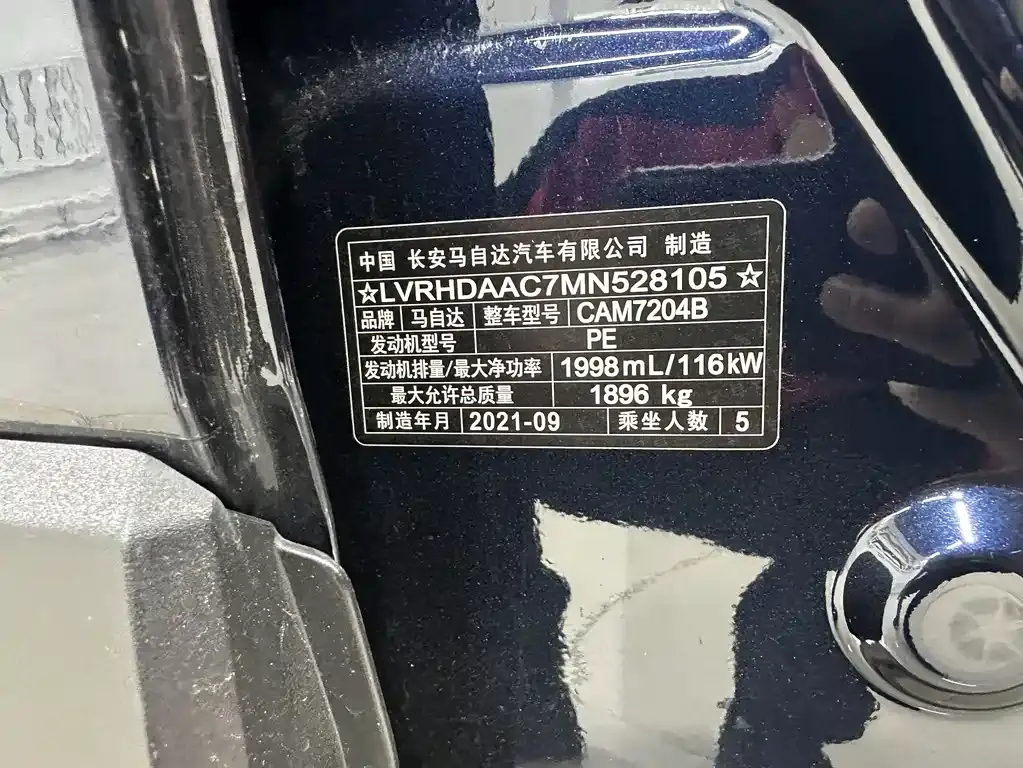 中国 长安马自达汽车有限公司 制造
☆LVRHDAAC7MN528105☆
品牌 马自达 整车型号 CAM7204B
发动机型号 PE
发动机排量/最大净功率 1998mL/116kW
最大允许总质量 1896 kg
制造年月 2021-09 乘坐人数 5